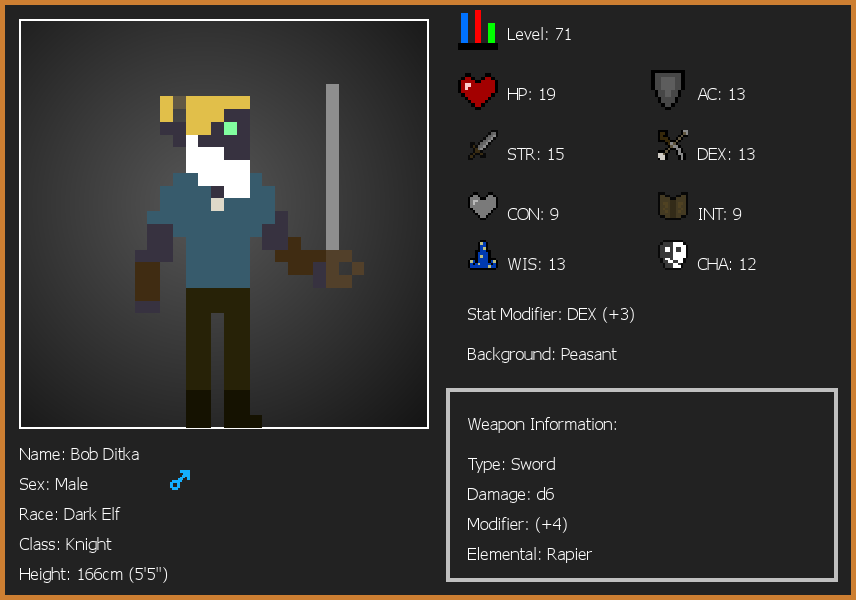 Level: 71
HP: 19
AC: 13
STR: 15
DEX: 13
CON: 9
INT: 9
WIS: 13
CHA: 12
Stat Modifier: DEX (+3)
Background: Peasant
Weapon Information:
Type: Sword
Damage: d6
Modifier: (+4)
Elemental: Rapier
Name: Bob Ditka
Sex: Male
Race: Dark Elf
Class: Knight
Height: 166cm (5'5")